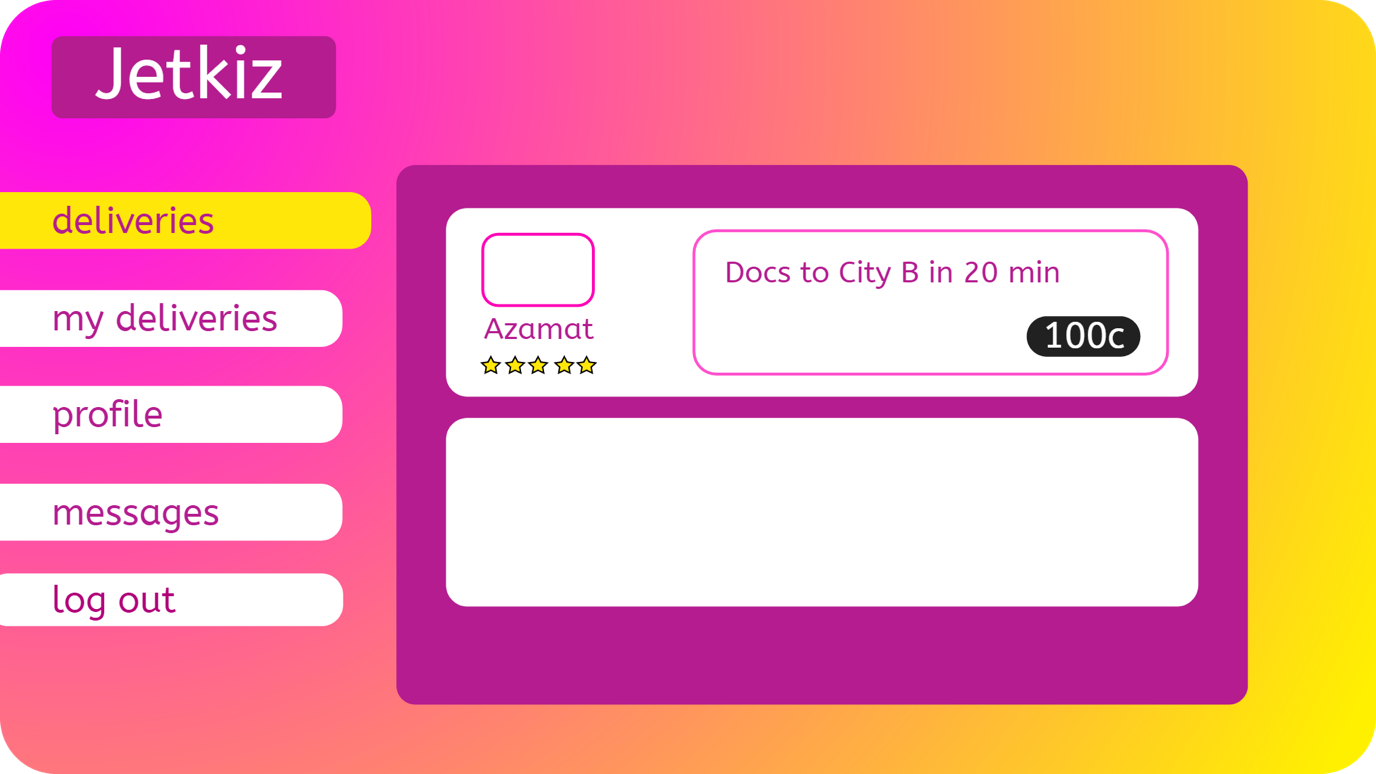 Jetkiz
deliveries
my deliveries
profile
messages
log out
Azamat
Docs to City B in 20 min
100c